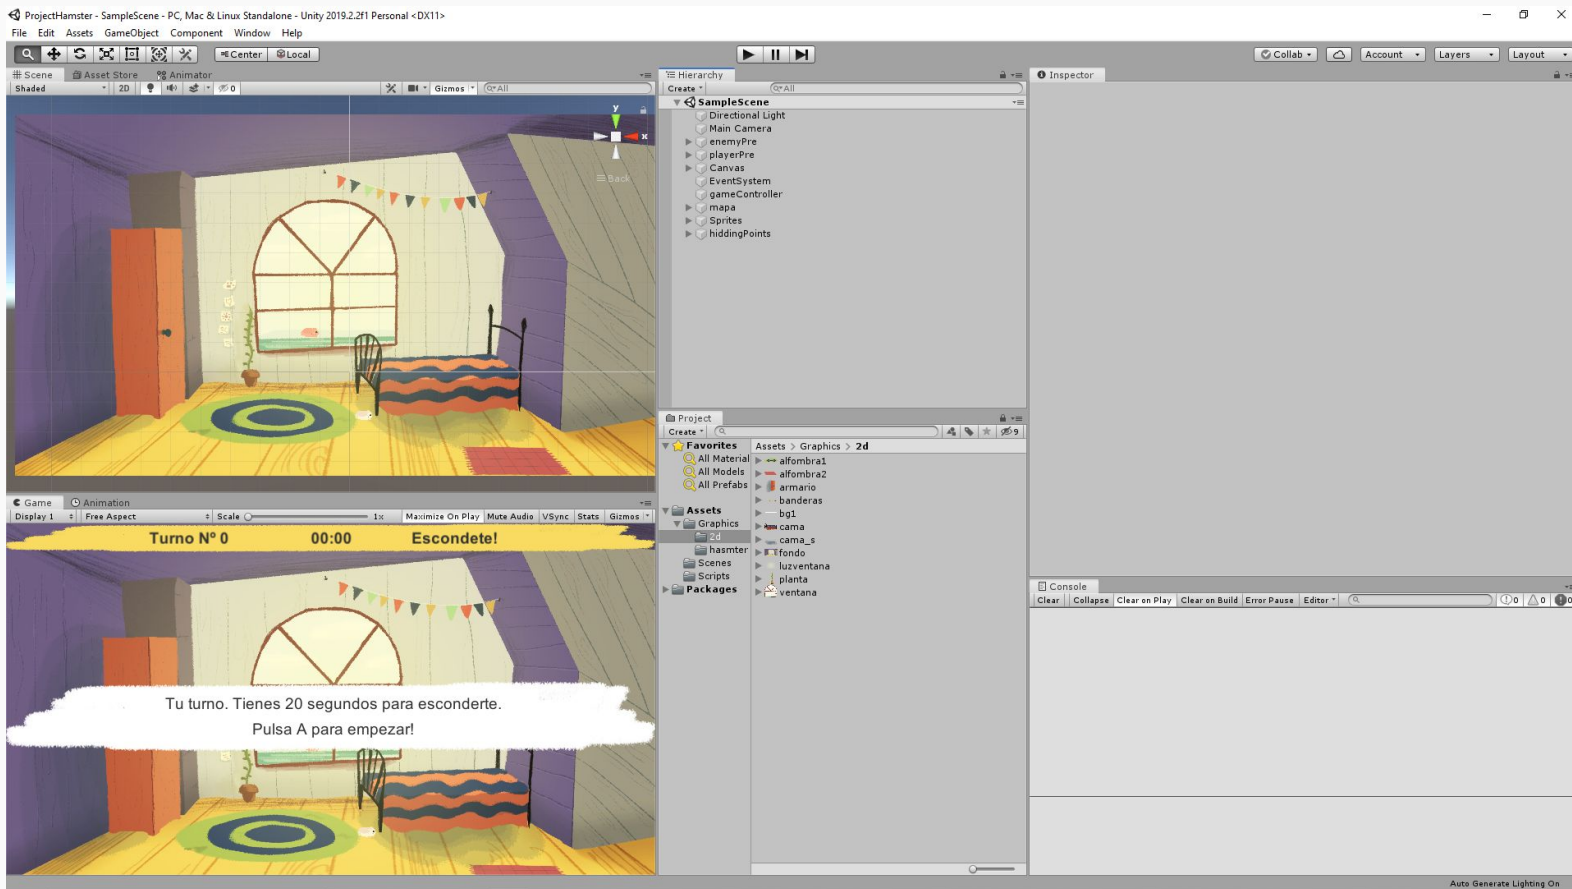 ProjectHamster - SampleScene - PC, Mac & Linux Standalone - Unity 2019.2.2f1 Personal <DX11>
File Edit Assets GameObject Component Window Help
Center Local
Collab Account Layers Layout
Scene Asset Store Animator
Shaded 2D 0 Gizmos All
y
x
Back
Hierarchy
Create All
SampleScene
Directional Light
Main Camera
enemyPre
playerPre
Canvas
EventSystem
gameController
mapa
Sprites
hiddingPoints
Inspector
Game Animation
Display 1 Free Aspect Scale 1x Maximize On Play Mute Audio VSync Stats Gizmos
Turno Nº 0 00:00 Escondete!
Tu turno. Tienes 20 segundos para esconderte.
Pulsa A para empezar!
Project
Create 9
Favorites
All Material
All Models
All Prefabs
Assets
Graphics
2d
hasmter
Scenes
Scripts
Packages
Assets > Graphics > 2d
alfombra1
alfombra2
armario
banderas
bg1
cama
cama_s
fondo
luzventana
planta
ventana
Console
Clear Collapse Clear on Play Clear on Build Error Pause Editor 0 0 0
Auto Generate Lighting On